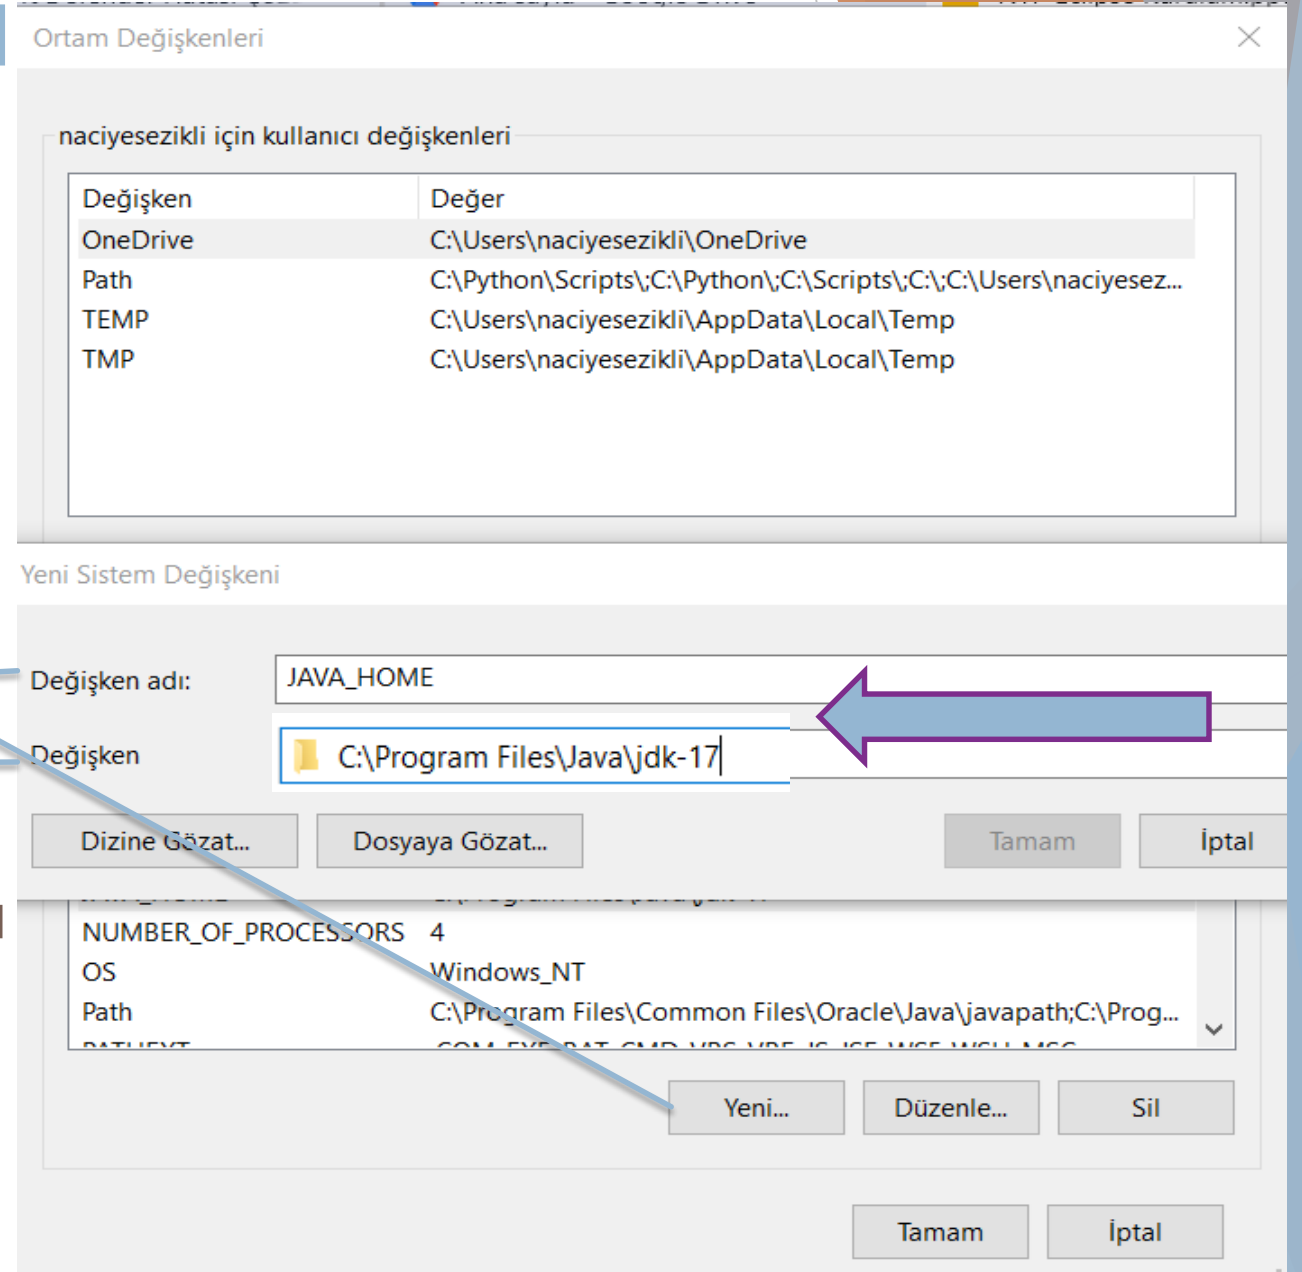 Ortam Değişkenleri
naciyesezikli için kullanıcı değişkenleri
Değişken Değer
OneDrive C:\Users\naciyesezikli\OneDrive
Path C:\Python\Scripts\;C:\Python\;C:\Scripts\;C:\;C:\Users\naciyesez...
TEMP C:\Users\naciyesezikli\AppData\Local\Temp
TMP C:\Users\naciyesezikli\AppData\Local\Temp
Yeni Sistem Değişkeni
Değişken adı: JAVA_HOME
Değişken C:\Program Files\Java\jdk-17
Dizine Gözat... Dosyaya Gözat... Tamam İptal
NUMBER_OF_PROCESSORS 4
OS Windows_NT
Path C:\Program Files\Common Files\Oracle\Java\javapath;C:\Prog...
Yeni... Düzenle... Sil
Tamam İptal